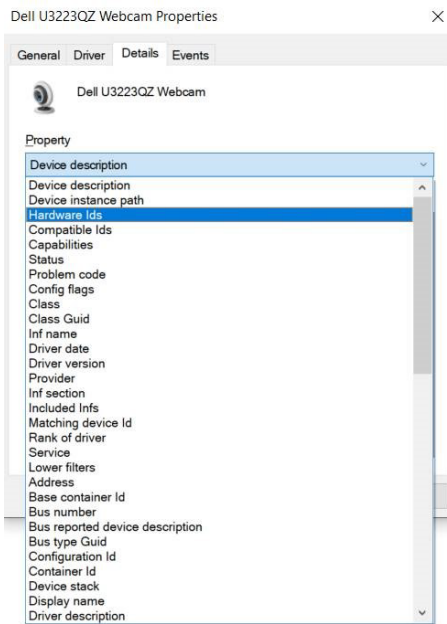 Dell U3223QZ Webcam Properties
General Driver Details Events
Dell U3223QZ Webcam
Property
Device description
Device description
Device instance path
Hardware Ids
Compatible Ids
Capabilities
Status
Problem code
Config flags
Class
Class Guid
Inf name
Driver date
Driver version
Provider
Inf section
Included Infs
Matching device Id
Rank of driver
Service
Lower filters
Address
Base container Id
Bus number
Bus reported device description
Bus type Guid
Configuration Id
Container Id
Device stack
Display name
Driver description